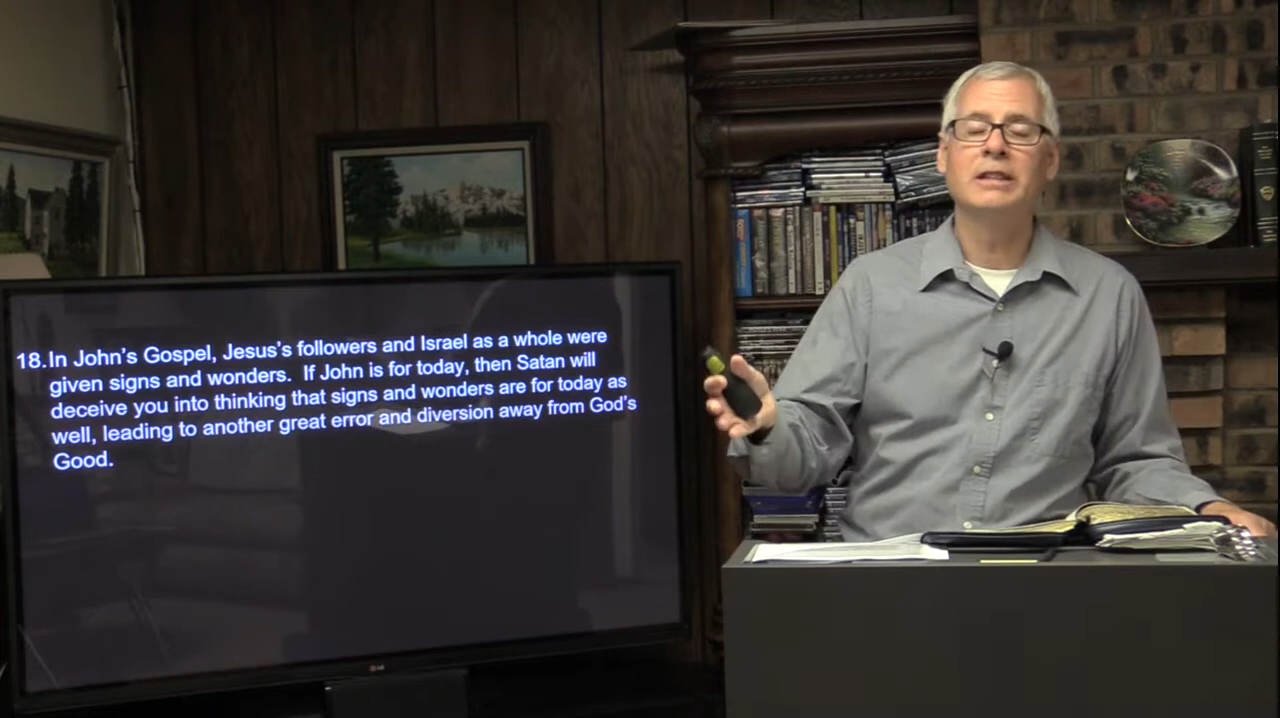 18. In John's Gospel, Jesus's followers and Israel as a whole were
given signs and wonders.  If John is for today, then Satan will
deceive you into thinking that signs and wonders are for today as
well, leading to another great error and diversion away from God's
Good.
LG